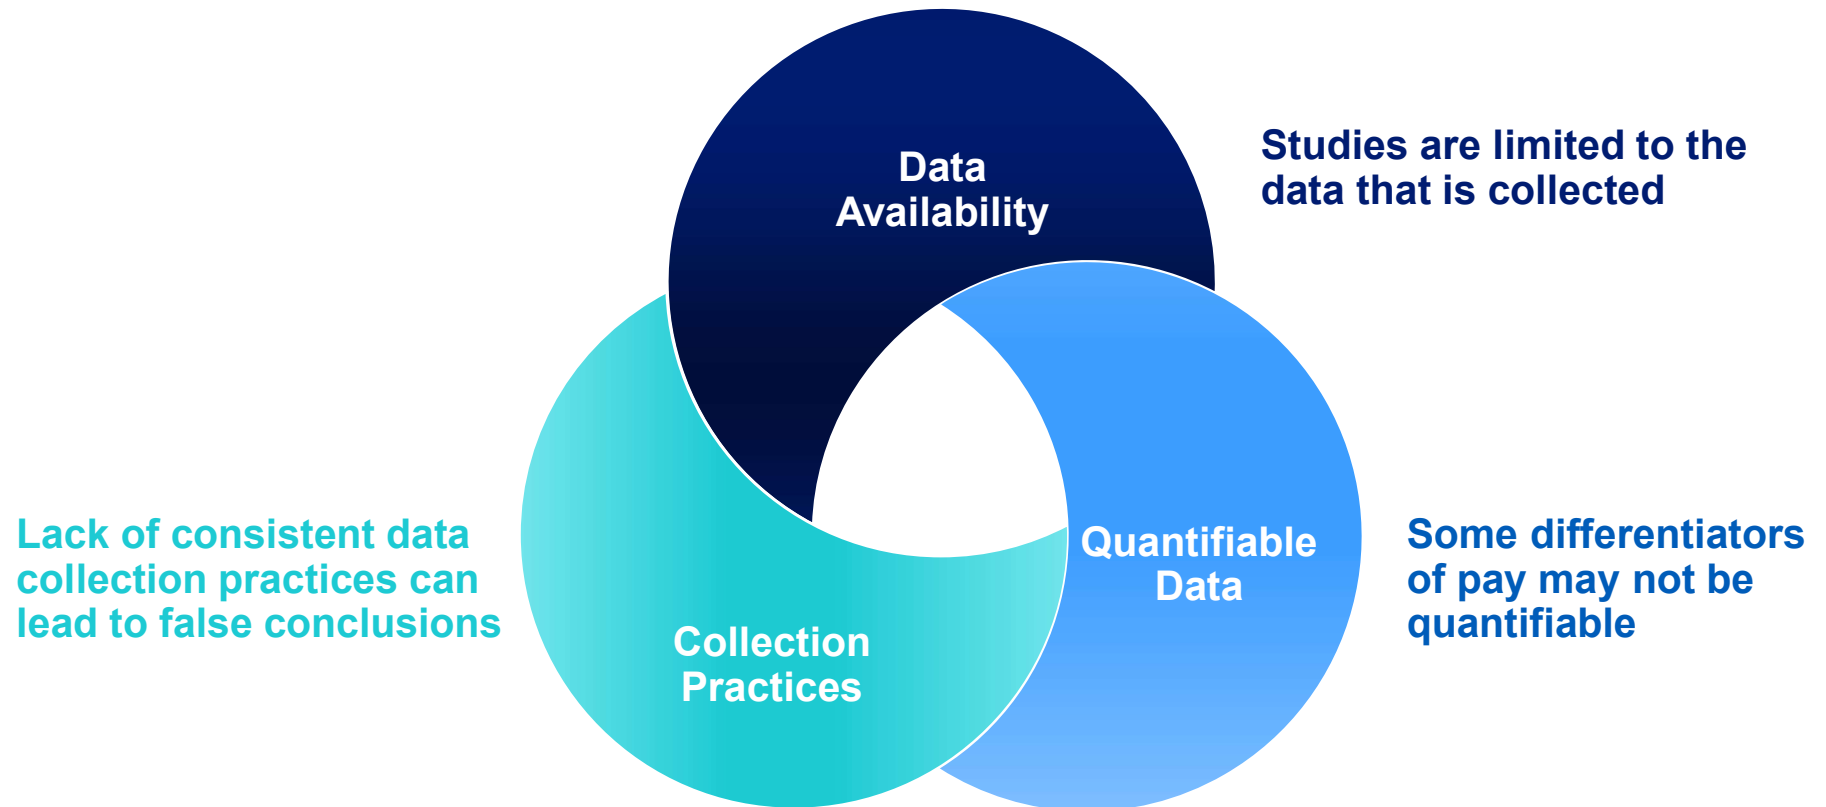 Data
Availability
Studies are limited to the
data that is collected
Quantifiable
Data
Some differentiators
of pay may not be
quantifiable
Collection
Practices
Lack of consistent data
collection practices can
lead to false conclusions